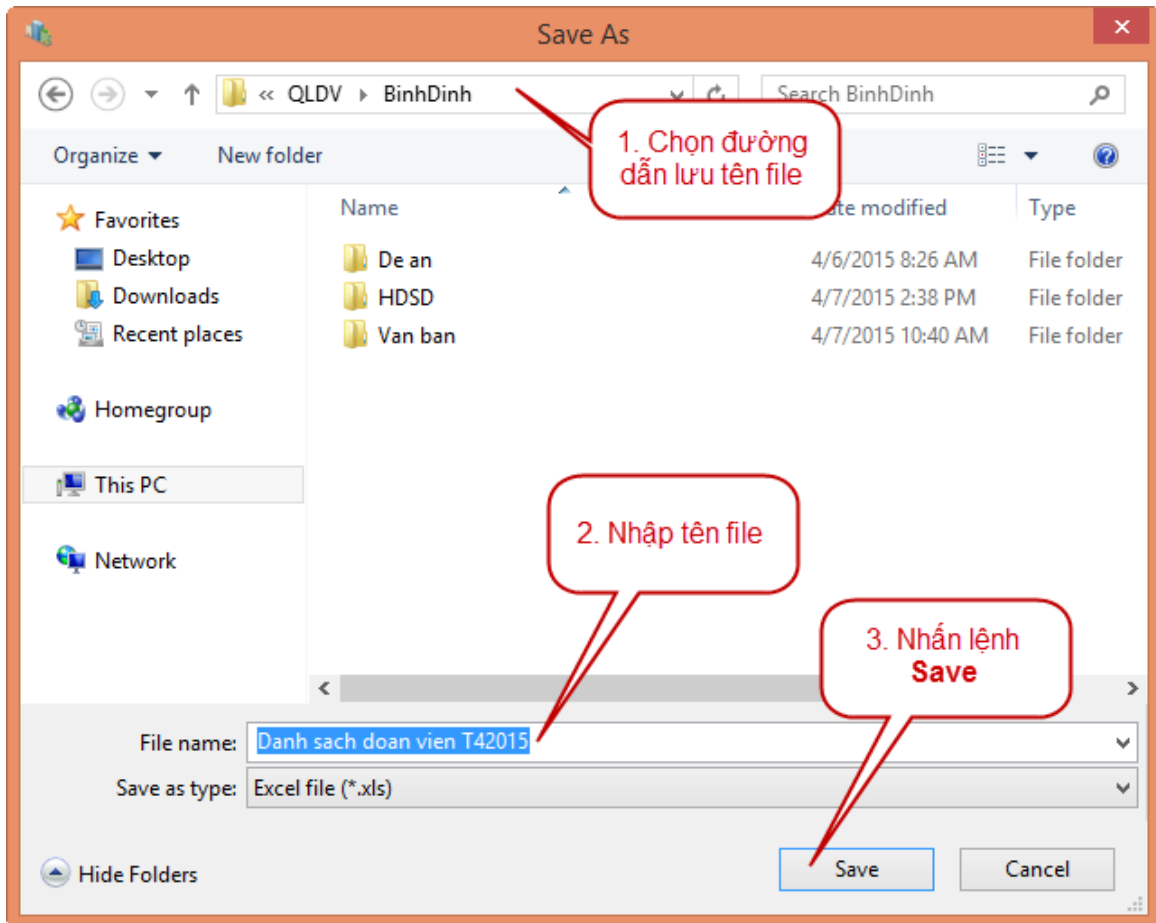 Save As
« QLDV BinhDinh
Search BinhDinh
1. Chọn đường
dẫn lưu tên file
Organize New folder
Favorites
Desktop
Downloads
Recent places
Homegroup
This PC
Network
Name
ate modified
Type
De an 4/6/2015 8:26 AM File folder
HDSD 4/7/2015 2:38 PM File folder
Van ban 4/7/2015 10:40 AM File folder
2. Nhập tên file
3. Nhấn lệnh
Save
File name: Danh sach doan vien T42015
Save as type: Excel file (*.xls)
Hide Folders
Save
Cancel